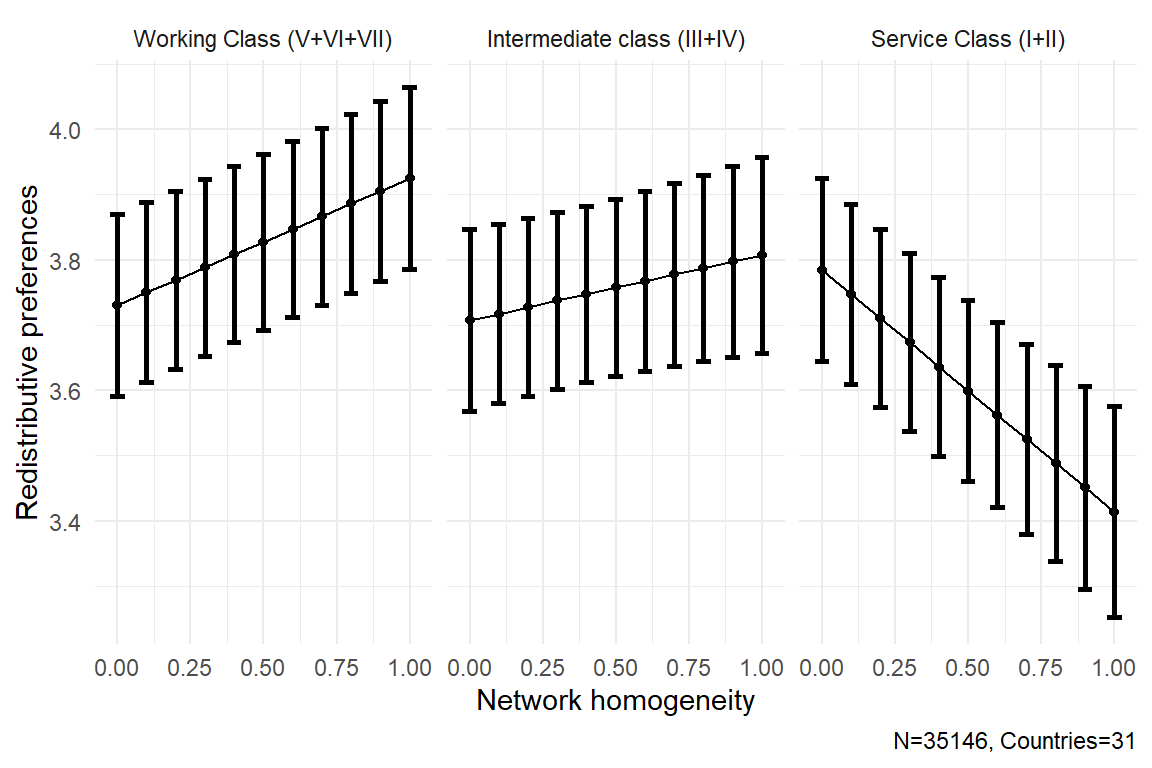 Working Class (V+VI+VII) Intermediate class (III+IV) Service Class (I+II)
Redistributive preferences
4.0
3.8
3.6
3.4
0.00 0.25 0.50 0.75 1.00 0.00 0.25 0.50 0.75 1.00 0.00 0.25 0.50 0.75 1.00
Network homogeneity
N=35146, Countries=31